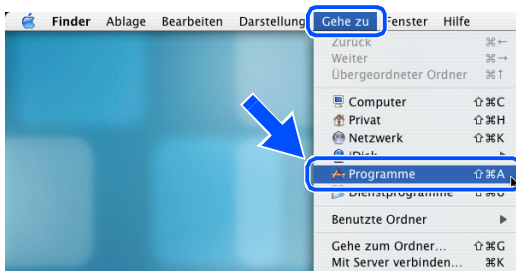 Finder Ablage Bearbeiten Darstellung Gehe zu Fenster Hilfe
Zurück ⌘←
Weiter ⌘→
Übergeordneter Ordner ⌘↑
Computer ⇧⌘C
Privat ⇧⌘H
Netzwerk ⇧⌘K
iDisk
Programme ⇧⌘A
Dienstprogramme ⇧⌘U
Benutzte Ordner
Gehe zum Ordner... ⇧⌘G
Mit Server verbinden... ⌘K